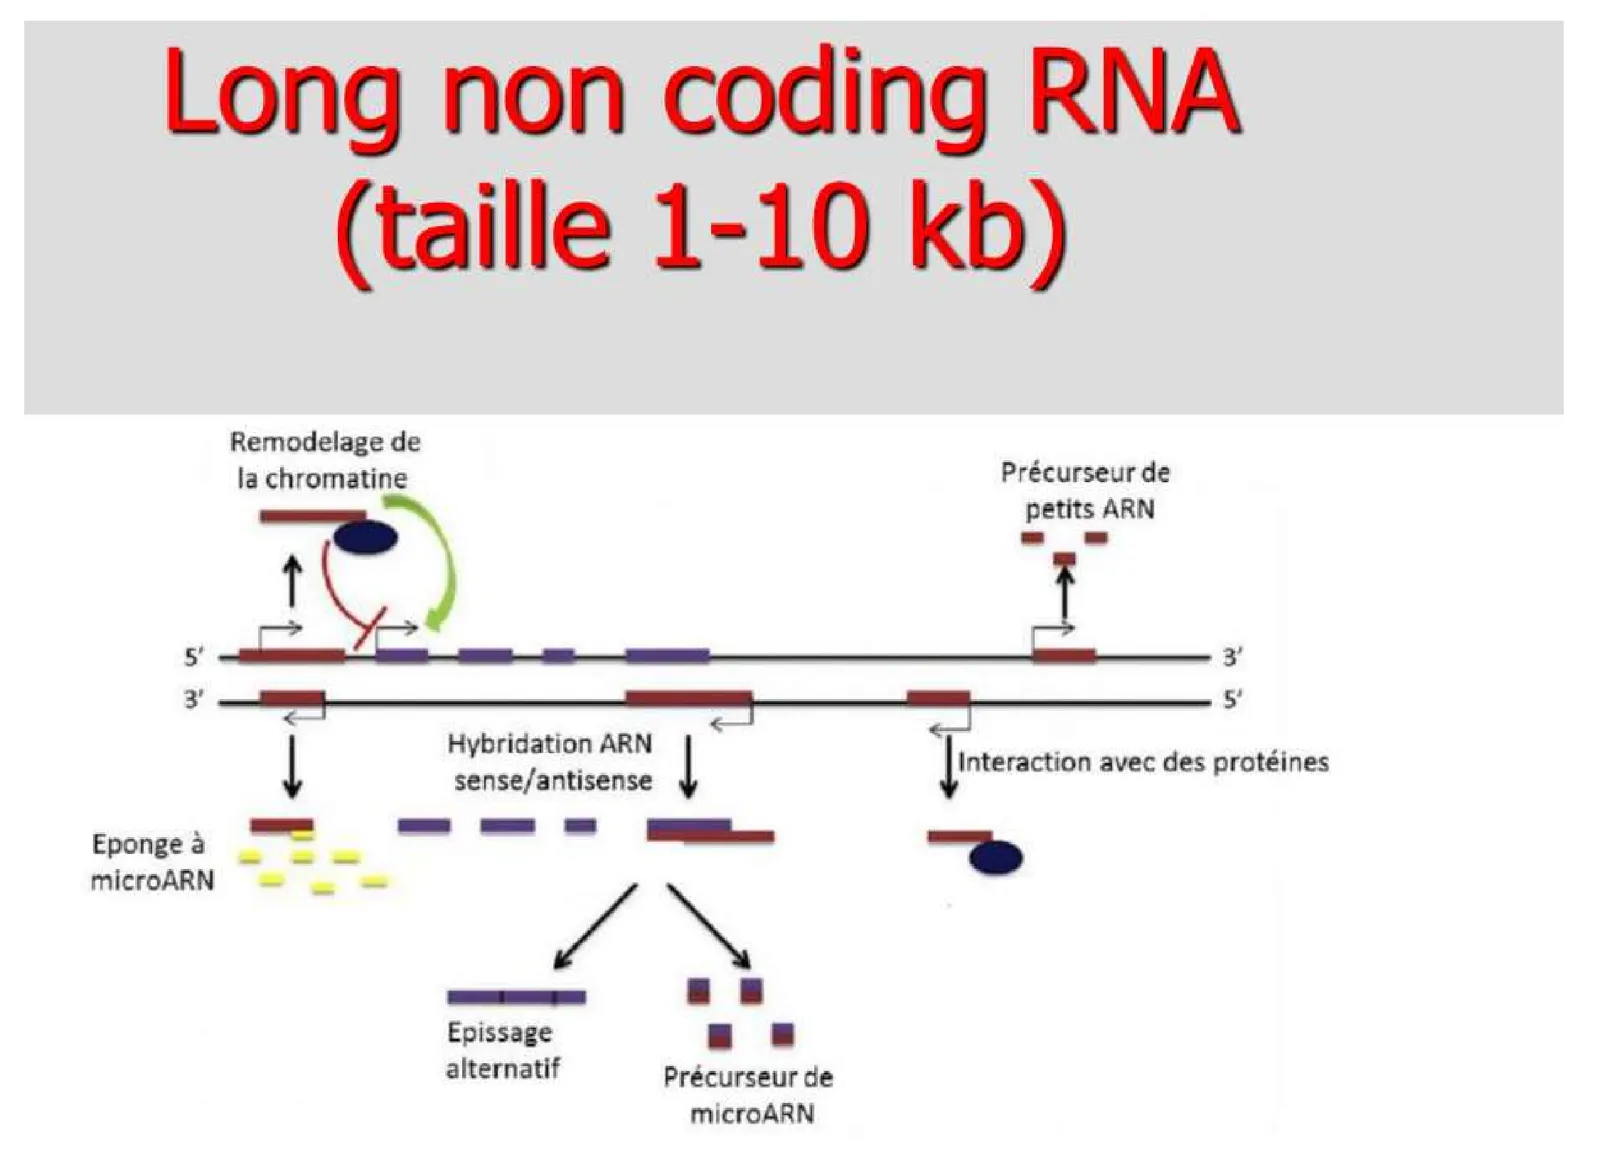 Long non coding RNA
(taille 1-10 kb)
Remodelage de
la chromatine
Précurseur de
petits ARN
5'
3'
3'
5'
Hybridation ARN
sense/antisense
Interaction avec des protéines
Eponge à
microARN
Epissage
alternatif
Précurseur de
microARN